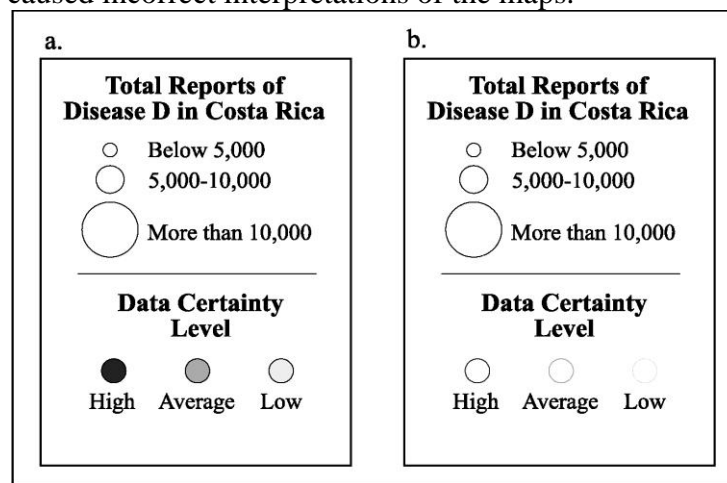 caused incorrect interpretations of the maps.
a.
Total Reports of
Disease D in Costa Rica
Below 5,000
5,000-10,000
More than 10,000
Data Certainty
Level
High Average Low
b.
Total Reports of
Disease D in Costa Rica
Below 5,000
5,000-10,000
More than 10,000
Data Certainty
Level
High Average Low